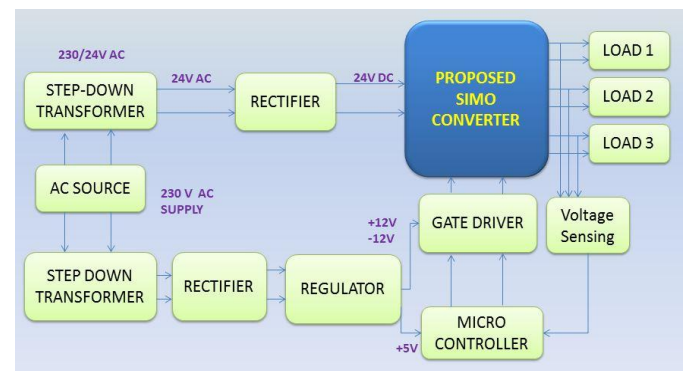 230/24V AC
STEP-DOWN
TRANSFORMER
24V AC
RECTIFIER
24V DC
PROPOSED
SIMO
CONVERTER
LOAD 1
LOAD 2
LOAD 3
AC SOURCE
230 V AC
SUPPLY
+12V
-12V
GATE DRIVER
Voltage
Sensing
STEP DOWN
TRANSFORMER
RECTIFIER
REGULATOR
+5V
MICRO
CONTROLLER